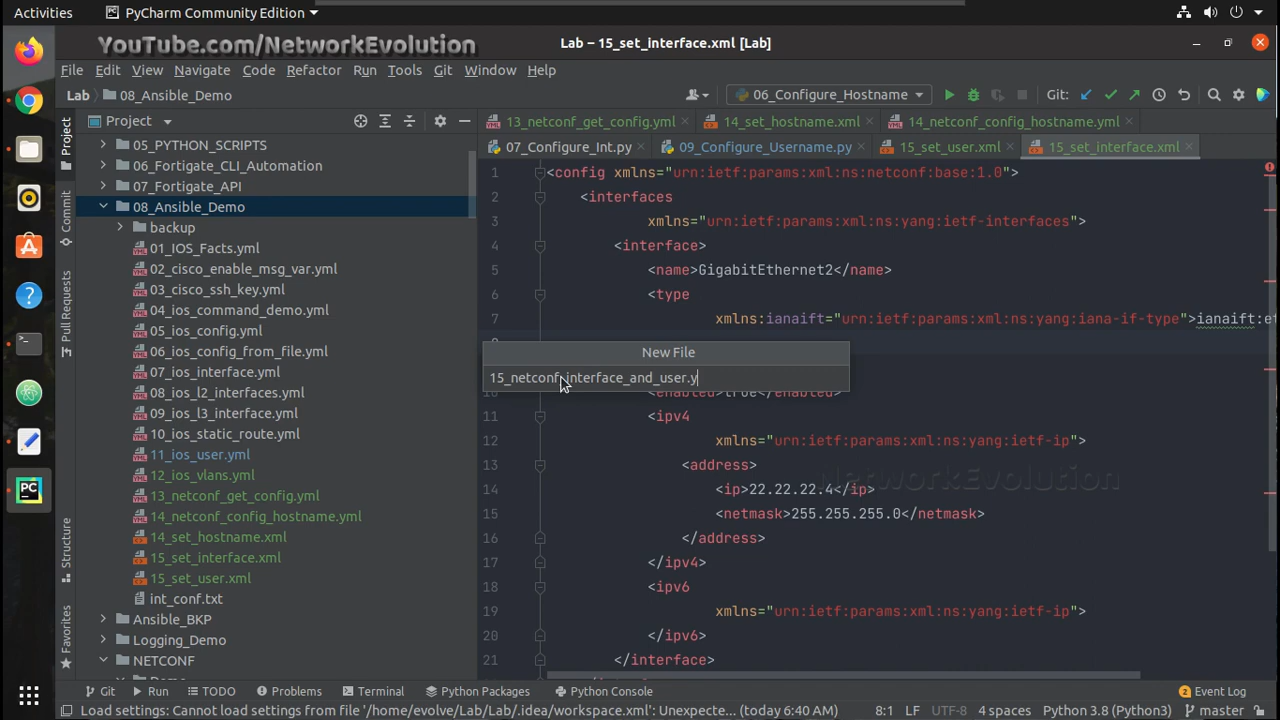 Activities
PyCharm Community Edition
YouTube.com/NetworkEvolution
Lab – 15_set_interface.xml [Lab]
File Edit View Navigate Code Refactor Run Tools Git Window Help
Lab 08_Ansible_Demo
06_Configure_Hostname
Git:
Project
13_netconf_get_config.yml
14_set_hostname.xml
14_netconf_config_hostname.yml
07_Configure_Int.py
09_Configure_Username.py
15_set_user.xml
15_set_interface.xml
Project
Commit
Pull Requests
Structure
Favorites
05_PYTHON_SCRIPTS
06_Fortigate_CLI_Automation
07_Fortigate_API
08_Ansible_Demo
backup
01_IOS_Facts.yml
02_cisco_enable_msg_var.yml
03_cisco_ssh_key.yml
04_ios_command_demo.yml
05_ios_config.yml
06_ios_config_from_file.yml
07_ios_interface.yml
08_ios_l2_interfaces.yml
09_ios_l3_interface.yml
10_ios_static_route.yml
11_ios_user.yml
12_ios_vlans.yml
13_netconf_get_config.yml
14_netconf_config_hostname.yml
14_set_hostname.xml
15_set_interface.xml
15_set_user.xml
int_conf.txt
Ansible_BKP
Logging_Demo
NETCONF
1 <config xmlns="urn:ietf:params:xml:ns:netconf:base:1.0">
2 <interfaces
3 xmlns="urn:ietf:params:xml:ns:yang:ietf-interfaces">
4 <interface>
5 <name>GigabitEthernet2</name>
6 <type
7 xmlns:ianaift="urn:ietf:params:xml:ns:yang:iana-if-type">ianaift:et
New File
15_netconf_interface_and_user.y
10 <enabled>true</enabled>
11 <ipv4
12 xmlns="urn:ietf:params:xml:ns:yang:ietf-ip">
13 <address>
14 <ip>22.22.22.4</ip>
15 <netmask>255.255.255.0</netmask>
16 </address>
17 </ipv4>
18 <ipv6
19 xmlns="urn:ietf:params:xml:ns:yang:ietf-ip">
20 </ipv6>
21 </interface>
NetworkEvolution
Git Run TODO Problems Terminal Python Packages Python Console
2 Event Log
Load settings: Cannot load settings from file '/home/evolve/Lab/Lab/.idea/workspace.xml': Unexpecte... (today 6:40 AM)
8:1 LF UTF-8 4 spaces Python 3.8 (Python3) master